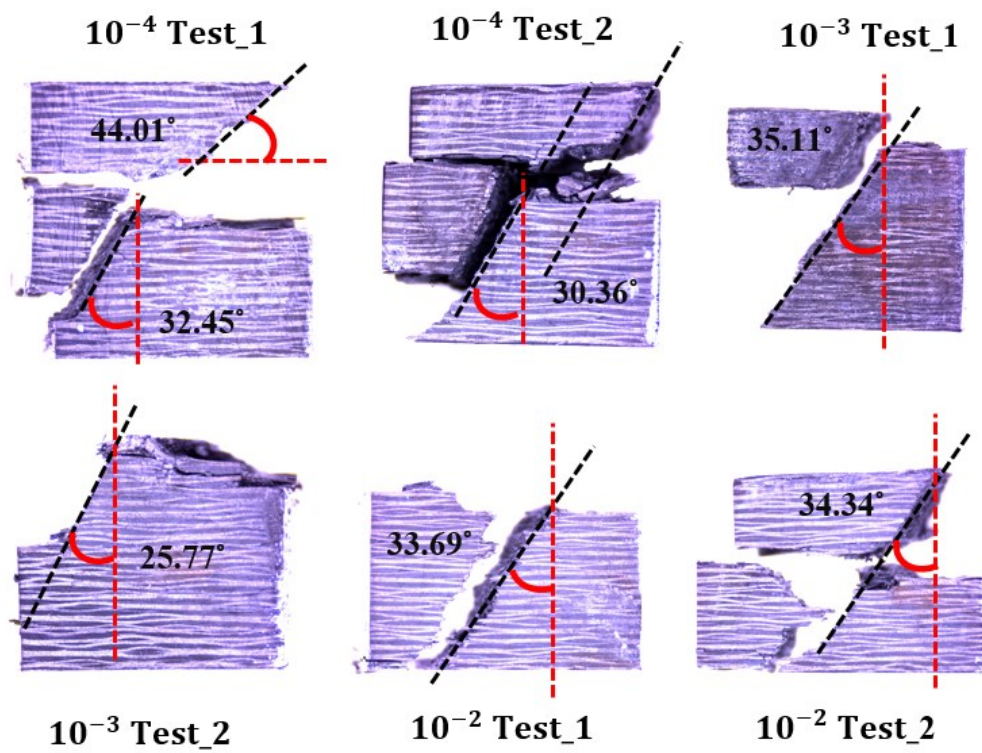 10⁻⁴ Test_1
10⁻⁴ Test_2
10⁻³ Test_1
44.01°
35.11°
32.45°
30.36°
25.77°
33.69°
34.34°
10⁻³ Test_2
10⁻² Test_1
10⁻² Test_2